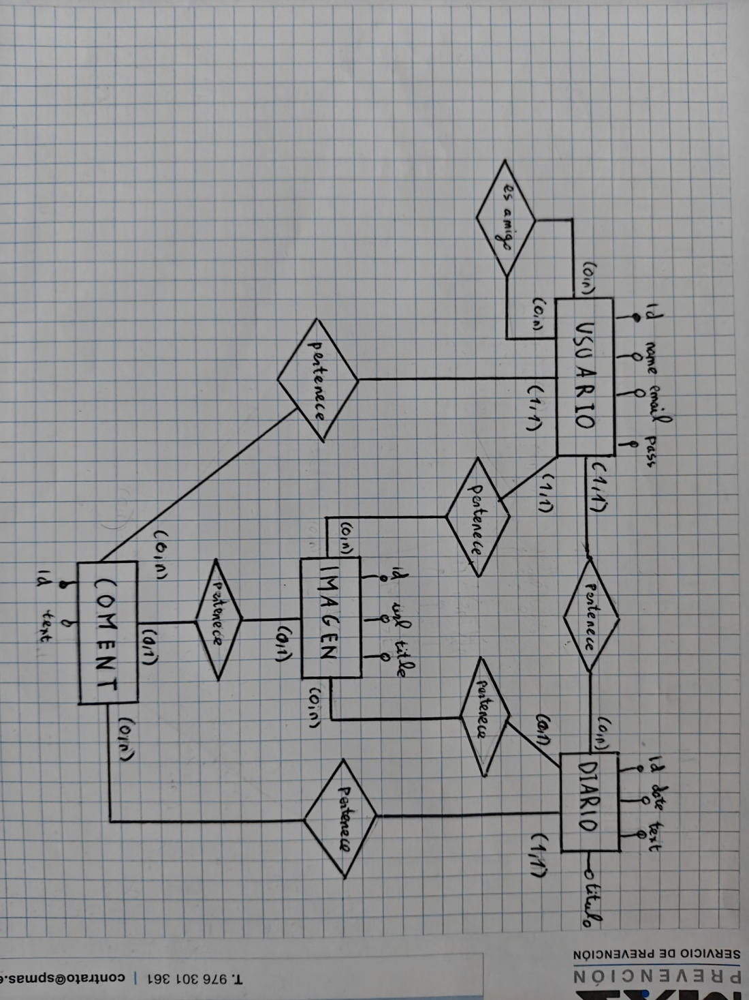 Id
name
email
pass
USUARIO
(0,n)
(0,n)
es amigo
(1,1)
(1,1)
(1,1)
pertenece
(0,n)
Id
date
text
titulo
DIARIO
(0,1)
(1,1)
pertenece
pertenece
pertenece
(0,n)
id
url
title
IMAGEN
(0,n)
(0,1)
pertenece
pertenece
(0,n)
(0,1)
(0,n)
COMENT
Id
text
PREVENCIÓN
SERVICIO DE PREVENCIÓN
T. 976 301 361 | contrato@spmas.e